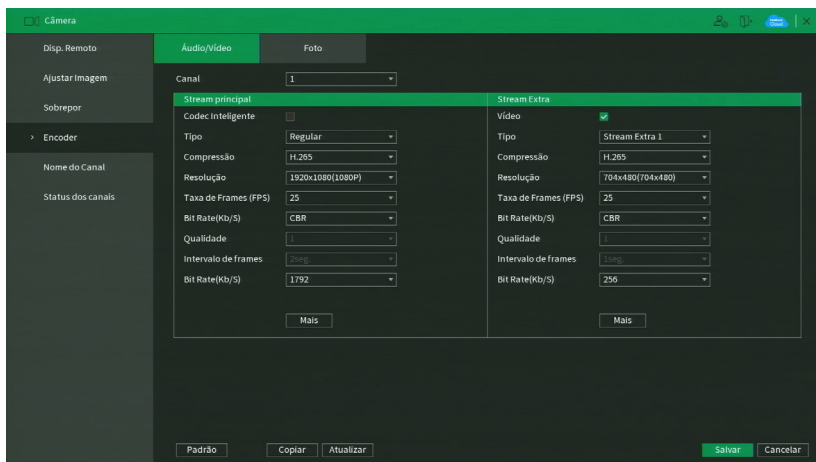 Câmera
Disp. Remoto
Ajustar Imagem
Sobrepor
> Encoder
Nome do Canal
Status dos canais
Áudio/Vídeo Foto
Canal 1
Stream principal Stream Extra
Codec Inteligente Vídeo
Tipo Regular Tipo Stream Extra 1
Compressão H.265 Compressão H.265
Resolução 1920x1080(1080P) Resolução 704x480(704x480)
Taxa de Frames (FPS) 25 Taxa de Frames (FPS) 25
Bit Rate(Kb/S) CBR Bit Rate(Kb/S) CBR
Qualidade 1 Qualidade 1
Intervalo de frames 2seg. Intervalo de frames 1seg.
Bit Rate(Kb/S) 1792 Bit Rate(Kb/S) 256
Mais Mais
Padrão Copiar Atualizar Salvar Cancelar